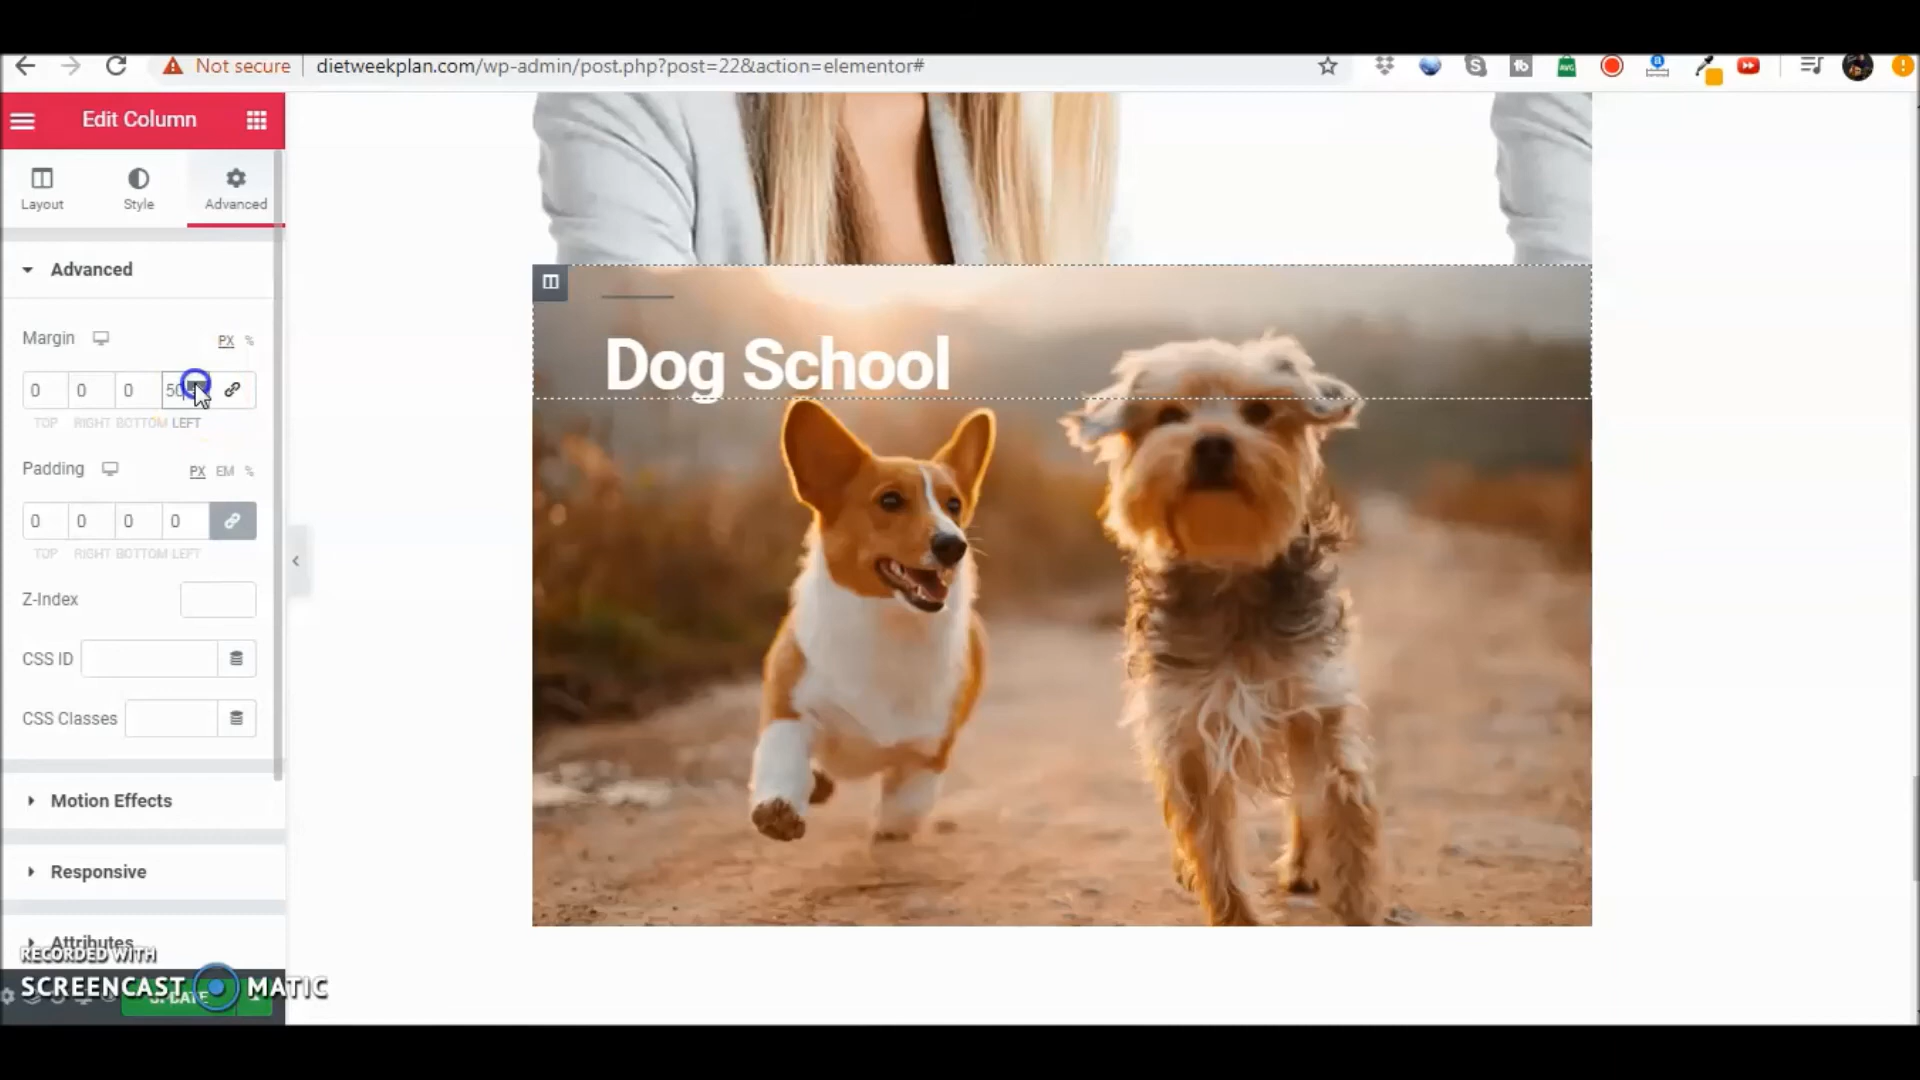 Not secure
dietweekplan.com/wp-admin/post.php?post=22&action=elementor#
Edit Column
Layout
Style
Advanced
Advanced
Margin
PX %
0 0 0 50
TOP RIGHT BOTTOM LEFT
Padding
PX EM %
0 0 0 0
TOP RIGHT BOTTOM LEFT
Z-Index
CSS ID
CSS Classes
Motion Effects
Responsive
Attributes
RECORDED WITH
SCREENCAST MATIC
UPDATE
Dog School